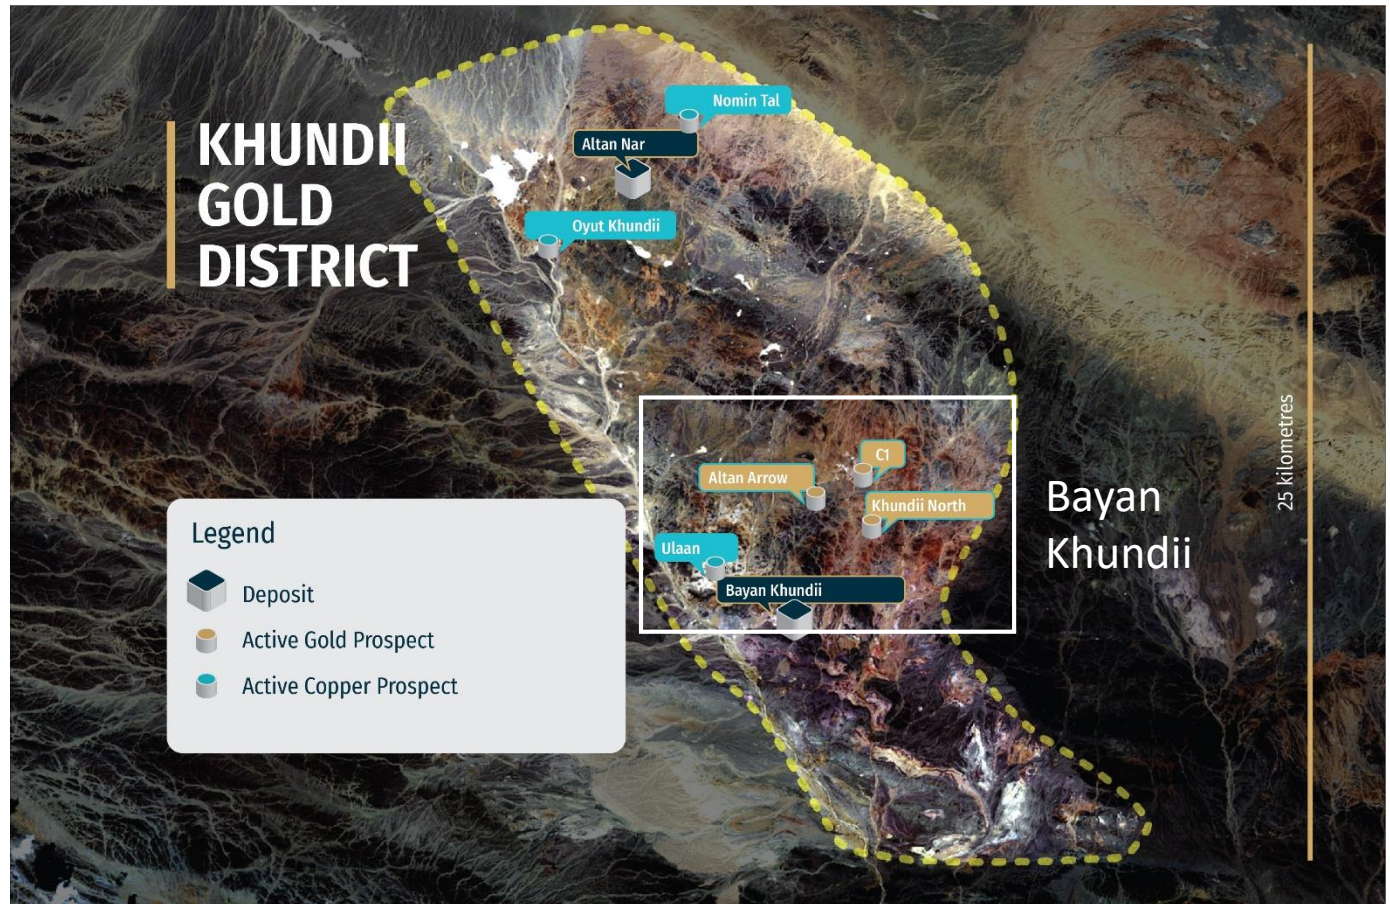 KHUNDII
GOLD
DISTRICT
Nomin Tal
Altan Nar
Oyut Khundii
C1
Altan Arrow
Khundii North
Ulaan
Bayan Khundii
Bayan
Khundii
25 kilometres
Legend
Deposit
Active Gold Prospect
Active Copper Prospect